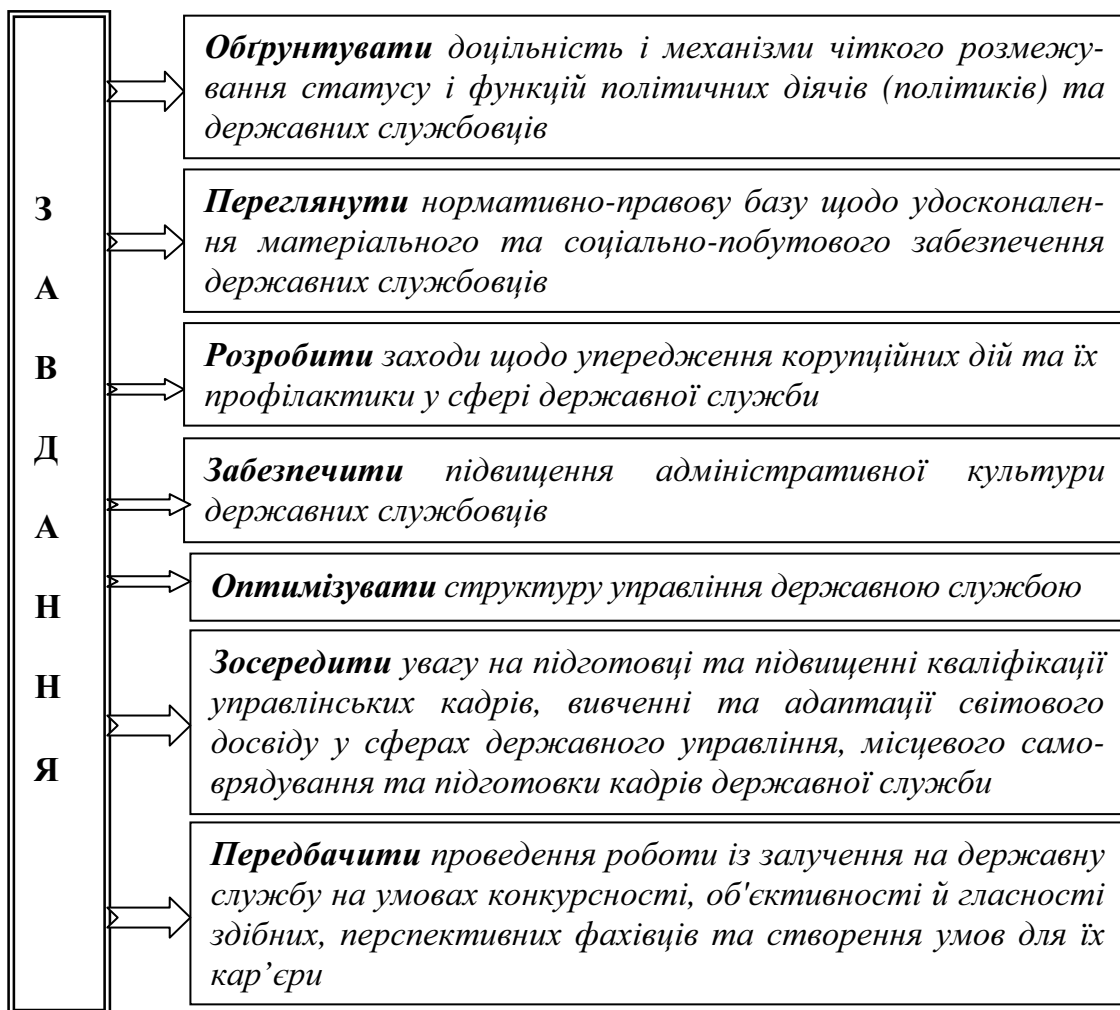 З
А
В
Д
А
Н
Н
Я
Обґрунтувати доцільність і механізми чіткого розмежу-
вання статусу і функцій політичних діячів (політиків) та
державних службовців
Переглянути нормативно-правову базу щодо удосконален-
ня матеріального та соціально-побутового забезпечення
державних службовців
Розробити заходи щодо упередження корупційних дій та їх
профілактики у сфері державної служби
Забезпечити підвищення адміністративної культури
державних службовців
Оптимізувати структуру управління державною службою
Зосередити увагу на підготовці та підвищенні кваліфікації
управлінських кадрів, вивченні та адаптації світового
досвіду у сферах державного управління, місцевого само-
врядування та підготовки кадрів державної служби
Передбачити проведення роботи із залучення на державну
службу на умовах конкурсності, об'єктивності й гласності
здібних, перспективних фахівців та створення умов для їх
кар’єри